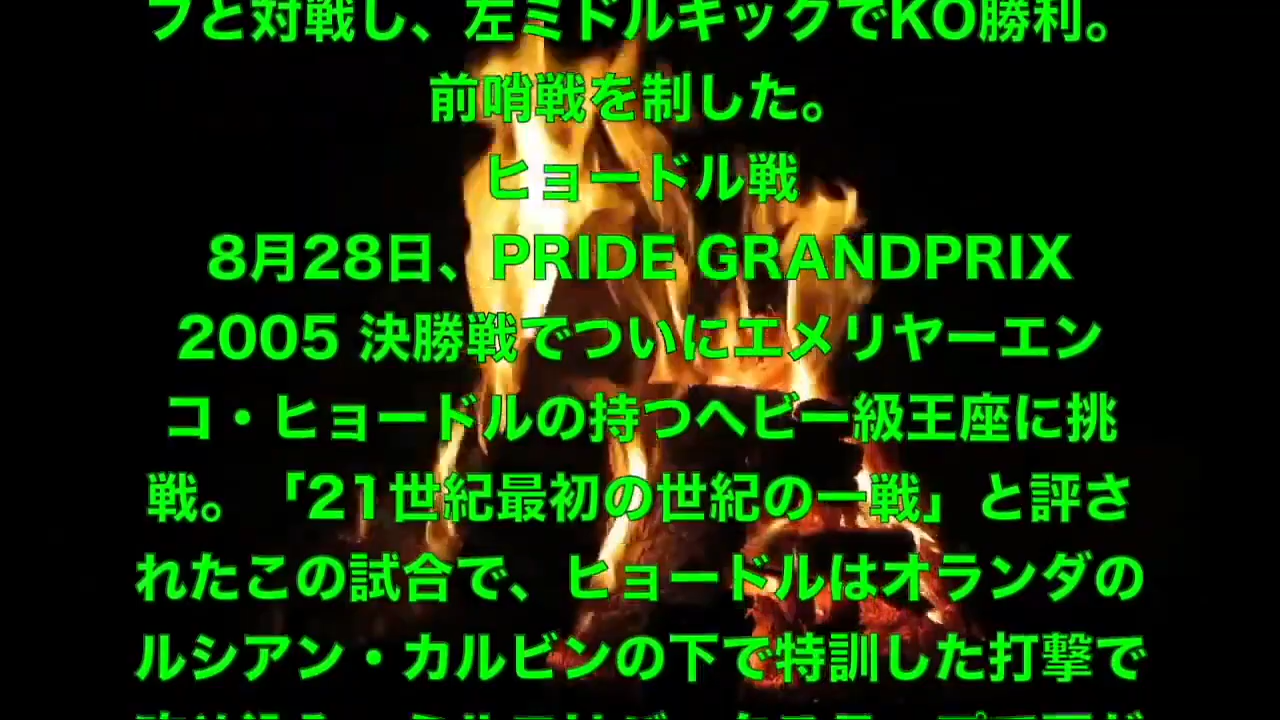 フと対戦し、左ミドルキックでKO勝利。
前哨戦を制した。
ヒョードル戦
8月28日、PRIDE GRANDPRIX
2005 決勝戦でついにエメリヤーエン
コ・ヒョードルの持つヘビー級王座に挑
戦。「21世紀最初の世紀の一戦」と評さ
れたこの試合で、ヒョードルはオランダの
ルシアン・カルビンの下で特訓した打撃で